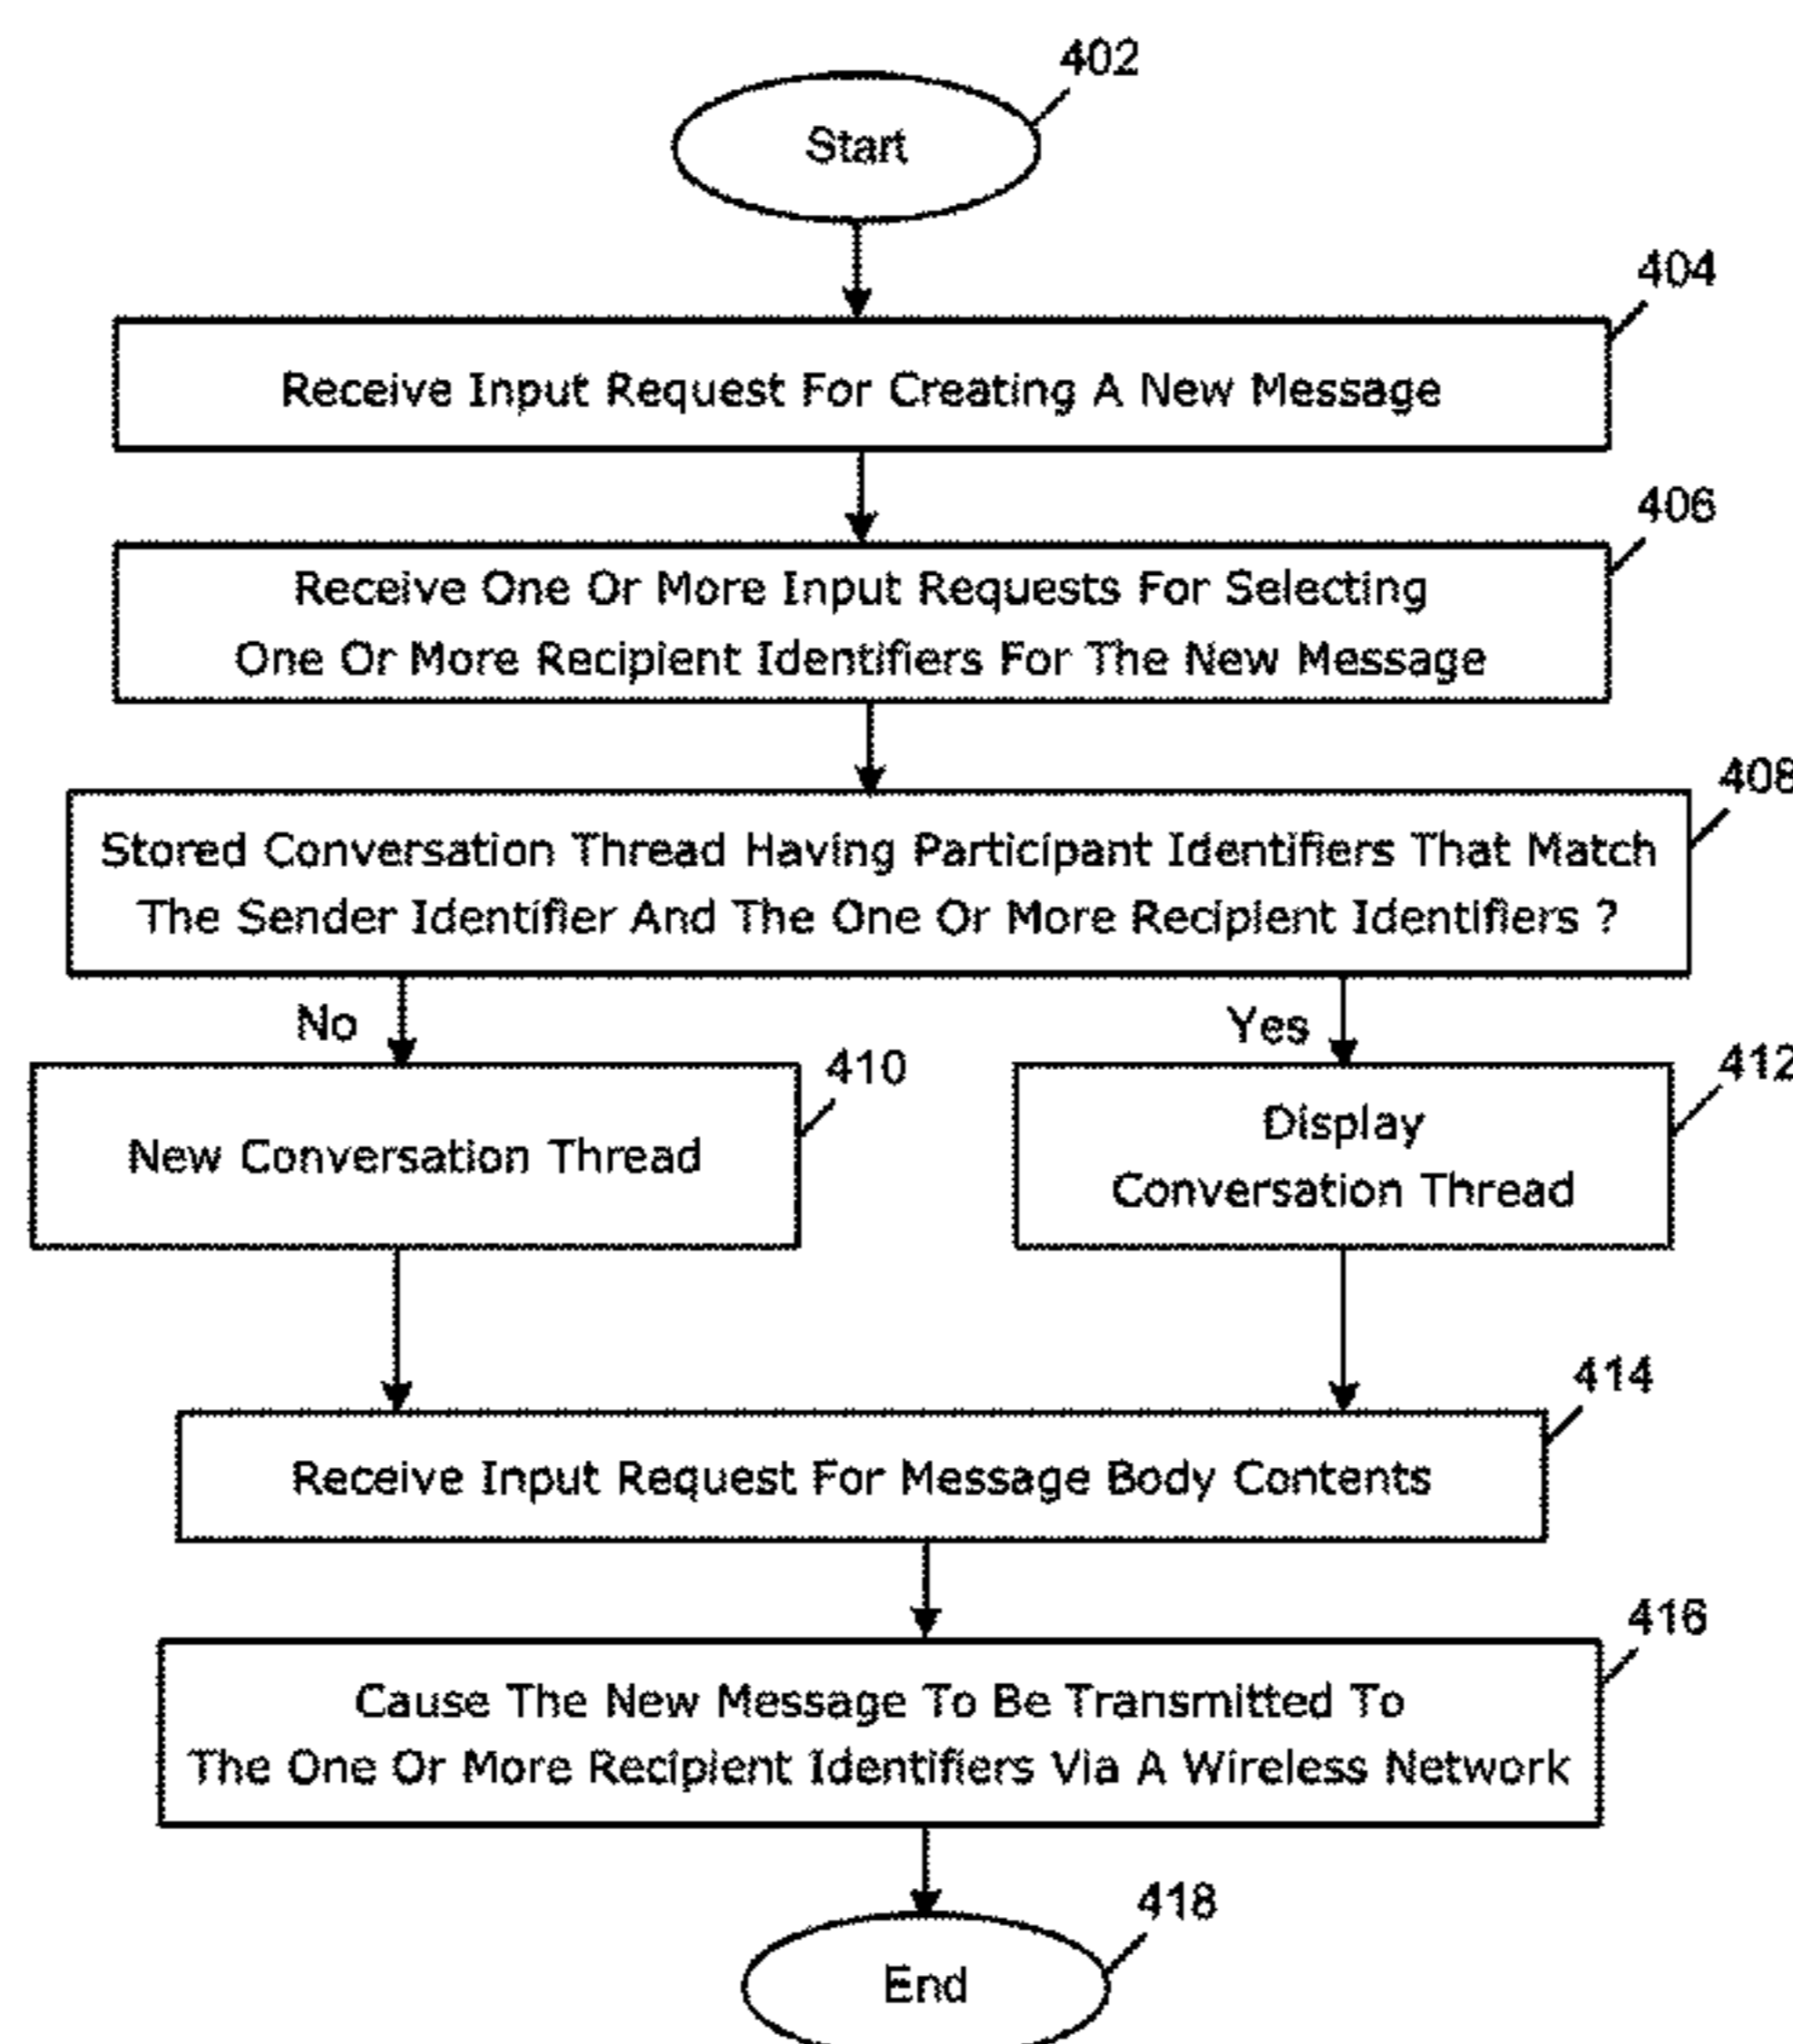 402
Start
404
Receive Input Request For Creating A New Message
406
Receive One Or More Input Requests For Selecting
One Or More Recipient Identifiers For The New Message
408
Stored Conversation Thread Having Participant Identifiers That Match
The Sender Identifier And The One Or More Recipient Identifiers ?
No
Yes
410
New Conversation Thread
412
Display
Conversation Thread
414
Receive Input Request For Message Body Contents
416
Cause The New Message To Be Transmitted To
The One Or More Recipient Identifiers Via A Wireless Network
418
End